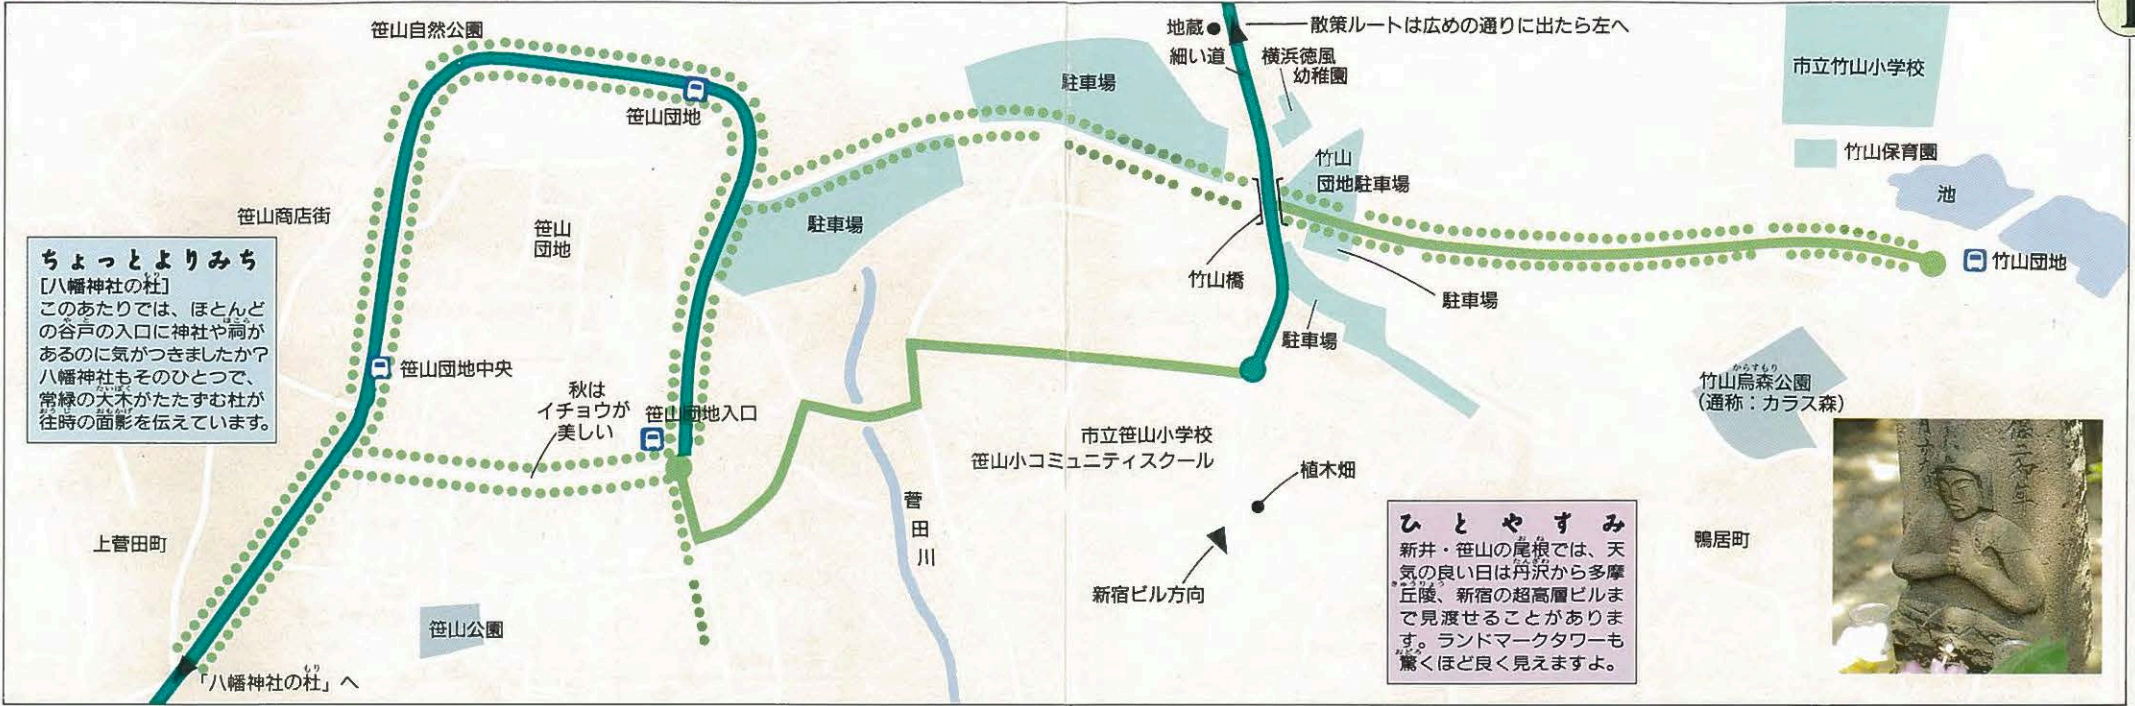 笹山自然公園
笹山団地
笹山商店街
笹山
団地
ちょっとよりみち
[八幡神社の杜]
このあたりでは、ほとんど
の谷戸の入口に神社や祠が
あるのに気がつきましたか?
八幡神社もそのひとつで、
常緑の大木がたたずむ杜が
往時の面影を伝えています。
笹山団地中央
秋は
イチョウが
美しい
笹山団地入口
上菅田町
笹山公園
「八幡神社の杜」へ
駐車場
駐車場
地蔵
細い道
散策ルートは広めの通りに出たら左へ
横浜徳風
幼稚園
竹山
団地駐車場
竹山橋
駐車場
駐車場
市立竹山小学校
竹山保育園
池
竹山団地
竹山烏森公園
(通称:カラス森)
市立笹山小学校
笹山小コミュニティスクール
植木畑
新宿ビル方向
菅
田
川
ひとやすみ
新井・笹山の尾根では、天
気の良い日は丹沢から多摩
丘陵、新宿の超高層ビルま
で見渡せることがありま
す。ランドマークタワーも
驚くほど良く見えますよ。
鴨居町